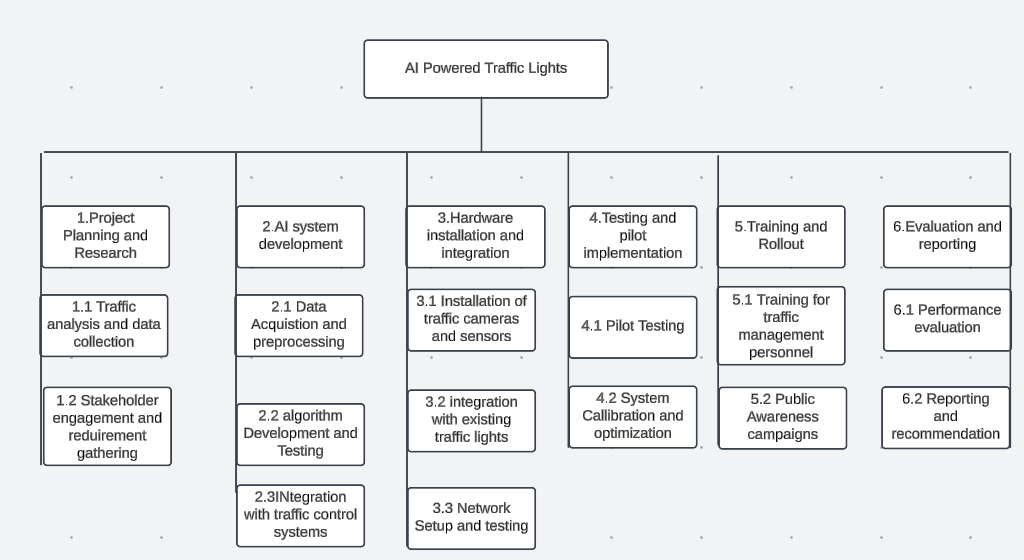 AI Powered Traffic Lights
1.Project
Planning and
Research
2.AI system
development
3.Hardware
installation and
integration
4.Testing and
pilot
implementation
5.Training and
Rollout
6.Evaluation and
reporting
1.1 Traffic
analysis and data
collection
2.1 Data
Acquistion and
preprocessing
3.1 Installation of
traffic cameras
and sensors
4.1 Pilot Testing
5.1 Training for
traffic
management
personnel
6.1 Performance
evaluation
1.2 Stakeholder
engagement and
reduirement
gathering
2.2 algorithm
Development and
Testing
3.2 integration
with existing
traffic lights
4.2 System
Callibration and
optimization
5.2 Public
Awareness
campaigns
6.2 Reporting
and
recommendation
2.3INtegration
with traffic control
systems
3.3 Network
Setup and testing